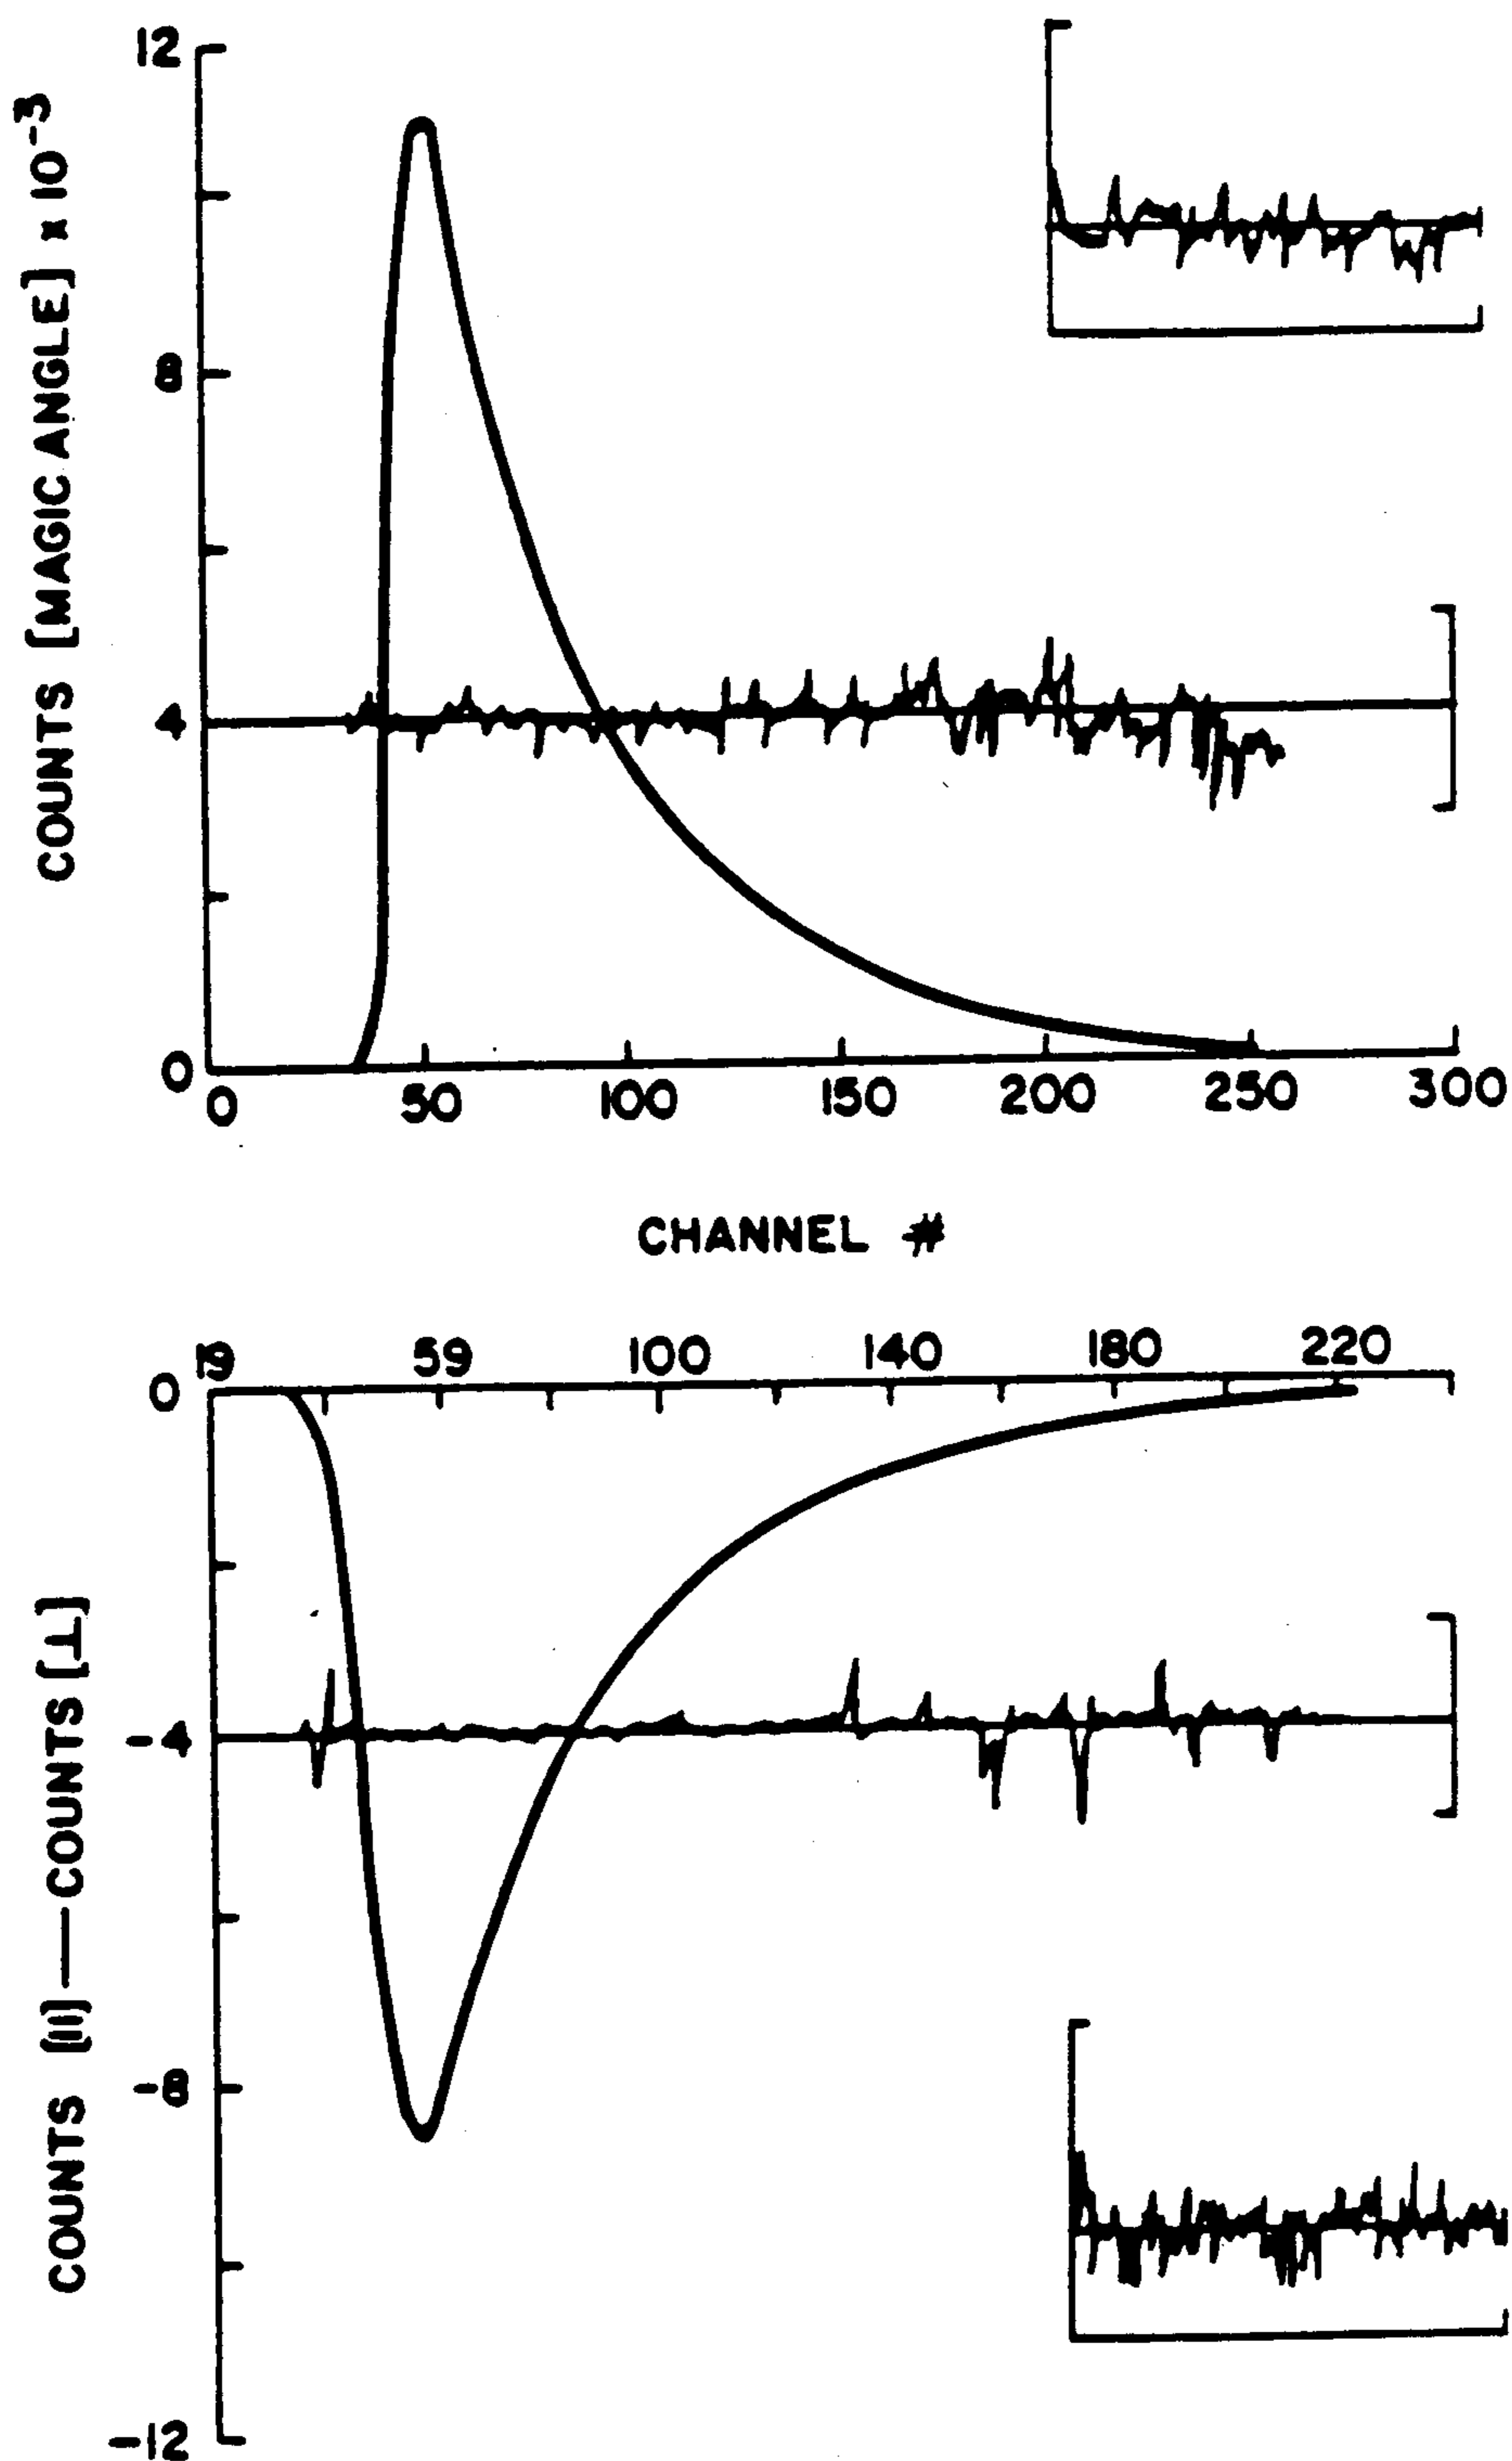 COUNTS [MAGIC ANGLE] x 10⁻³
12
8
4
0
0 50 100 150 200 250 300
CHANNEL #
19 59 100 140 180 220
COUNTS [II]—COUNTS [⊥]
0
-4
-8
-12